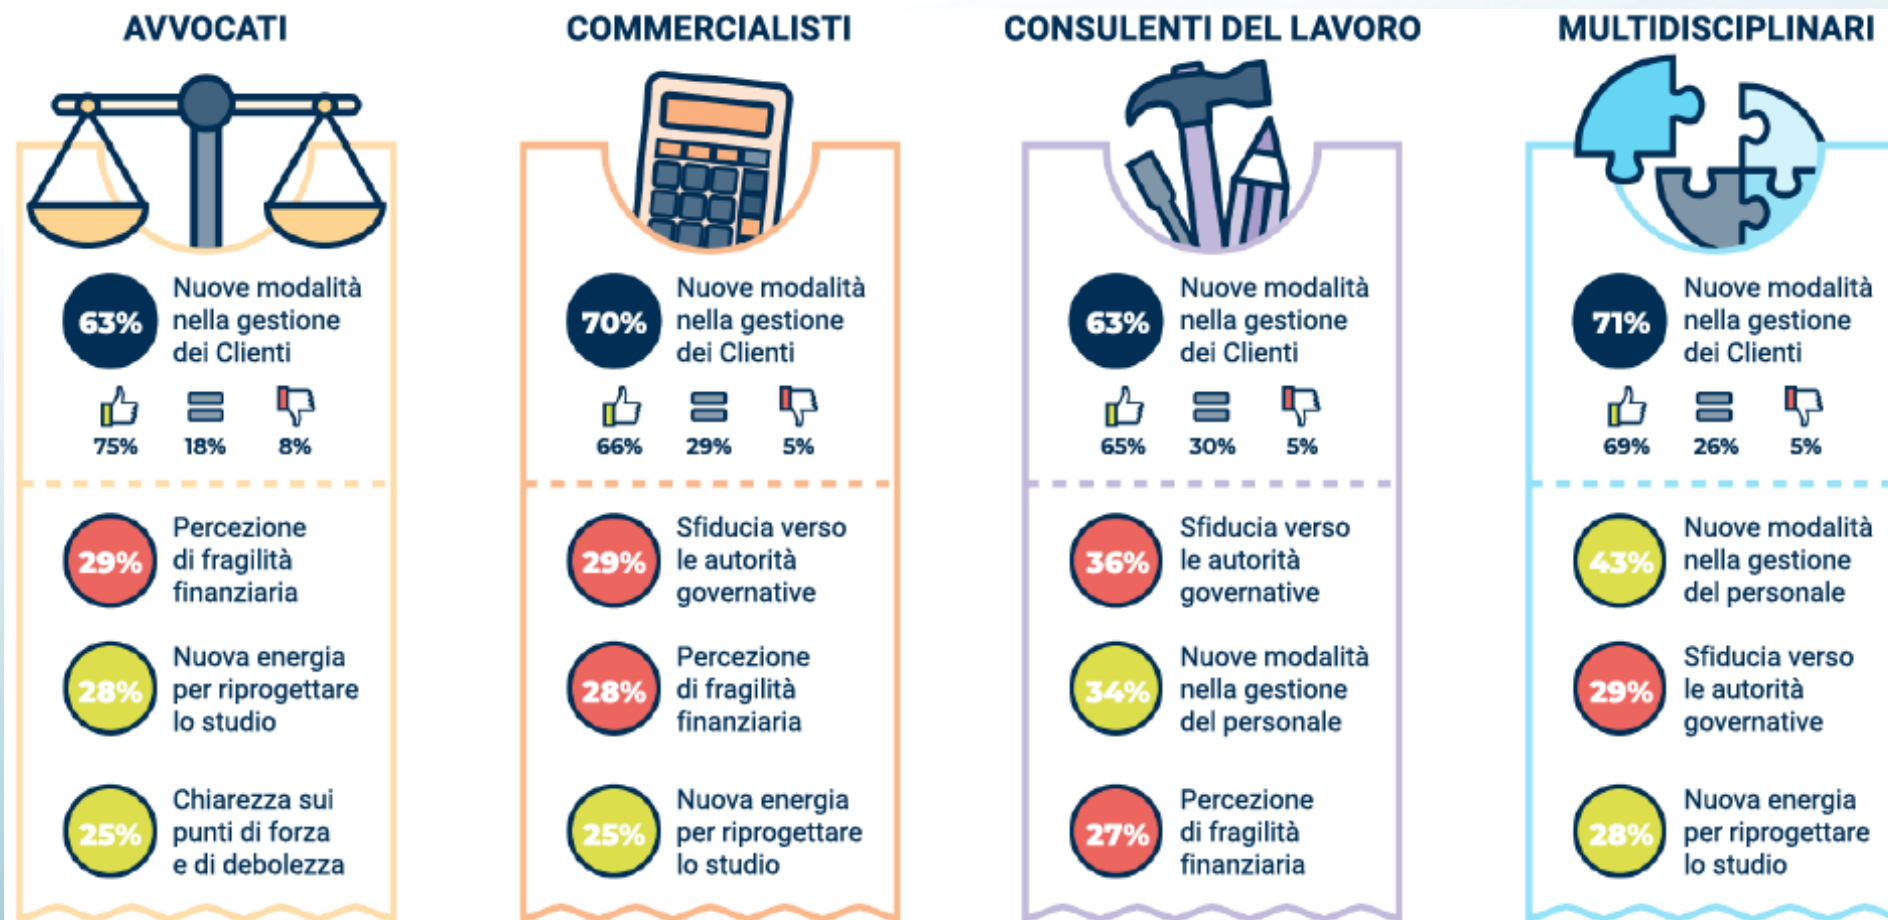 AVVOCATI
63%
Nuove modalità
nella gestione
dei Clienti
75% 18% 8%
29%
Percezione
di fragilità
finanziaria
28%
Nuova energia
per riprogettare
lo studio
25%
Chiarezza sui
punti di forza
e di debolezza
COMMERCIALISTI
70%
Nuove modalità
nella gestione
dei Clienti
66% 29% 5%
29%
Sfiducia verso
le autorità
governative
28%
Percezione
di fragilità
finanziaria
25%
Nuova energia
per riprogettare
lo studio
CONSULENTI DEL LAVORO
63%
Nuove modalità
nella gestione
dei Clienti
65% 30% 5%
36%
Sfiducia verso
le autorità
governative
34%
Nuove modalità
nella gestione
del personale
27%
Percezione
di fragilità
finanziaria
MULTIDISCIPLINARI
71%
Nuove modalità
nella gestione
dei Clienti
69% 26% 5%
43%
Nuove modalità
nella gestione
del personale
29%
Sfiducia verso
le autorità
governative
28%
Nuova energia
per riprogettare
lo studio